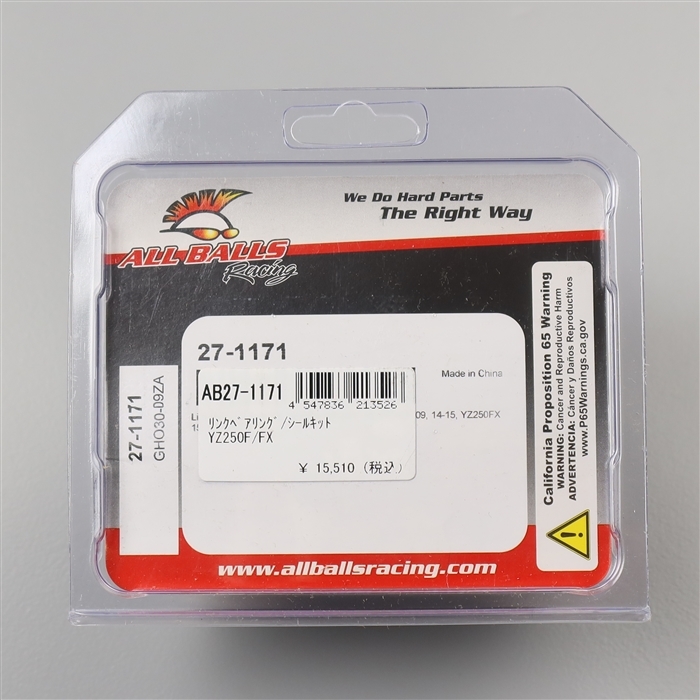 We Do Hard Parts
The Right Way
ALL BALLS
Racing
27-1171
Made in China
AB27-1171
4 547836 213526
09, 14-15, YZ250FX
リンクベアリング/シールキット
YZ250F/FX
¥ 15,510 (税込)
27-1171
GHO30-09ZA
California Proposition 65 Warning
WARNING: Cancer and Reproductive Harm
ADVERTENCIA: Cáncer y Daños Reproductivos
www.P65Warnings.ca.gov
www.allballsracing.com